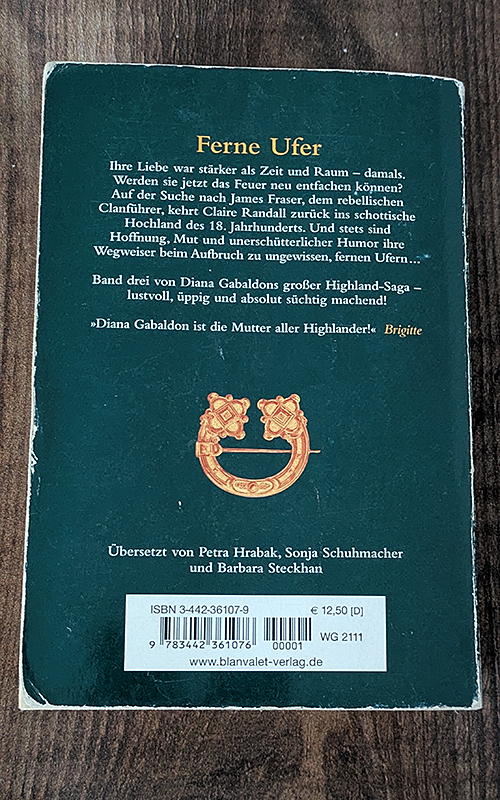 Ferne Ufer
Ihre Liebe war stärker als Zeit und Raum – damals.
Werden sie jetzt das Feuer neu entfachen können?
Auf der Suche nach James Fraser, dem rebellischen
Clanführer, kehrt Claire Randall zurück ins schottische
Hochland des 18. Jahrhunderts. Und stets sind
Hoffnung, Mut und unerschütterlicher Humor ihre
Wegweiser beim Aufbruch zu ungewissen, fernen Ufern...
Band drei von Diana Gabaldons großer Highland-Saga –
lustvoll, üppig und absolut süchtig machend!
»Diana Gabaldon ist die Mutter aller Highlander!« Brigitte
Übersetzt von Petra Hrabak, Sonja Schuhmacher
und Barbara Steckhan
ISBN 3-442-36107-9 € 12,50 [D]
9 783442 361076 00001 WG 2111
www.blanvalet-verlag.de